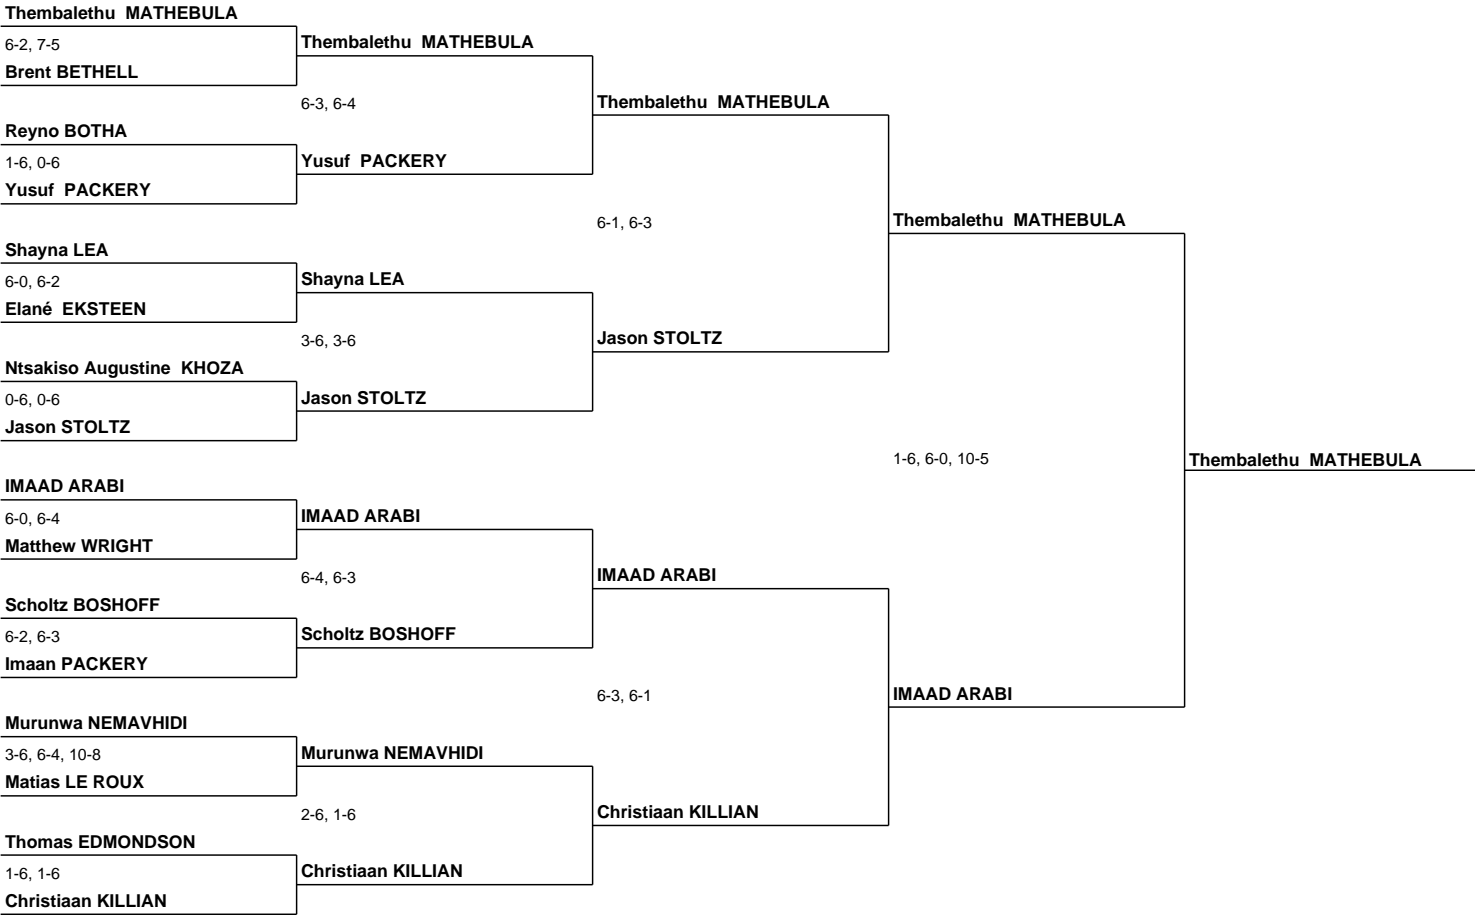 Thembalethu  MATHEBULA
6-2, 7-5
Brent BETHELL
Reyno BOTHA
1-6, 0-6
Yusuf  PACKERY
Shayna LEA
6-0, 6-2
Elané  EKSTEEN
Ntsakiso Augustine  KHOZA
0-6, 0-6
Jason STOLTZ
IMAAD ARABI
6-0, 6-4
Matthew WRIGHT
Scholtz BOSHOFF
6-2, 6-3
Imaan PACKERY
Murunwa NEMAVHIDI
3-6, 6-4, 10-8
Matias LE ROUX
Thomas EDMONDSON
1-6, 1-6
Christiaan KILLIAN
Thembalethu  MATHEBULA
6-3, 6-4
Yusuf  PACKERY
Shayna LEA
3-6, 3-6
Jason STOLTZ
IMAAD ARABI
6-4, 6-3
Scholtz BOSHOFF
Murunwa NEMAVHIDI
2-6, 1-6
Christiaan KILLIAN
Thembalethu  MATHEBULA
6-1, 6-3
Jason STOLTZ
IMAAD ARABI
6-3, 6-1
Christiaan KILLIAN
Thembalethu  MATHEBULA
1-6, 6-0, 10-5
IMAAD ARABI
Thembalethu  MATHEBULA